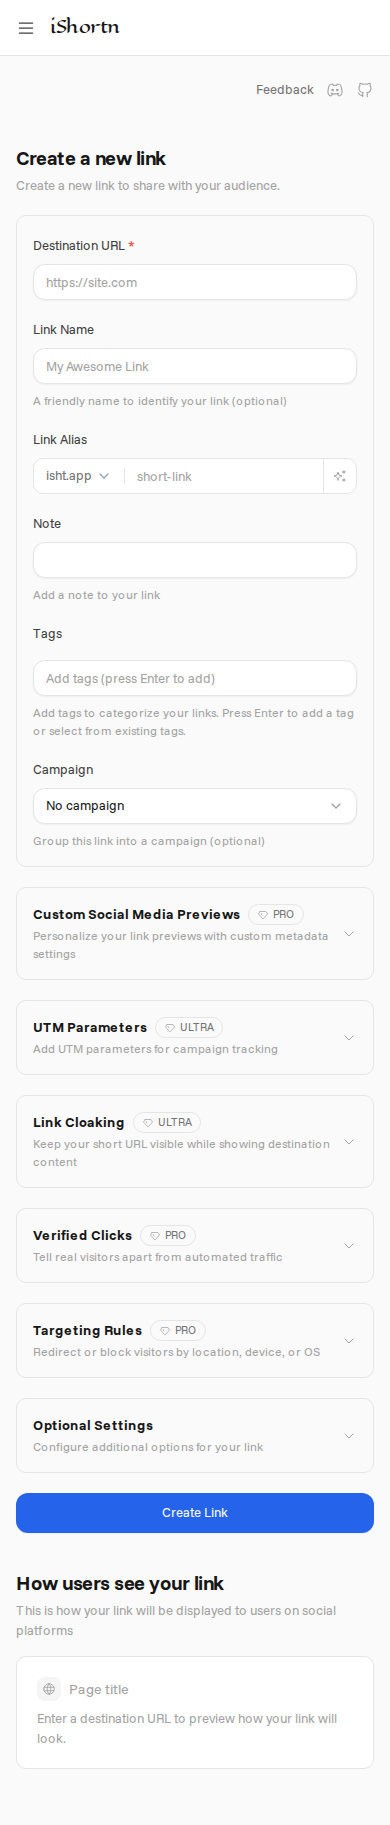 iShortn
Feedback
Create a new link
Create a new link to share with your audience.
Destination URL *
https://site.com
Link Name
My Awesome Link
A friendly name to identify your link (optional)
Link Alias
isht.app
short-link
Note
Add a note to your link
Tags
Add tags (press Enter to add)
Add tags to categorize your links. Press Enter to add a tag
or select from existing tags.
Campaign
No campaign
Group this link into a campaign (optional)
Custom Social Media Previews PRO
Personalize your link previews with custom metadata
settings
UTM Parameters ULTRA
Add UTM parameters for campaign tracking
Link Cloaking ULTRA
Keep your short URL visible while showing destination
content
Verified Clicks PRO
Tell real visitors apart from automated traffic
Targeting Rules PRO
Redirect or block visitors by location, device, or OS
Optional Settings
Configure additional options for your link
Create Link
How users see your link
This is how your link will be displayed to users on social
platforms
Page title
Enter a destination URL to preview how your link will
look.